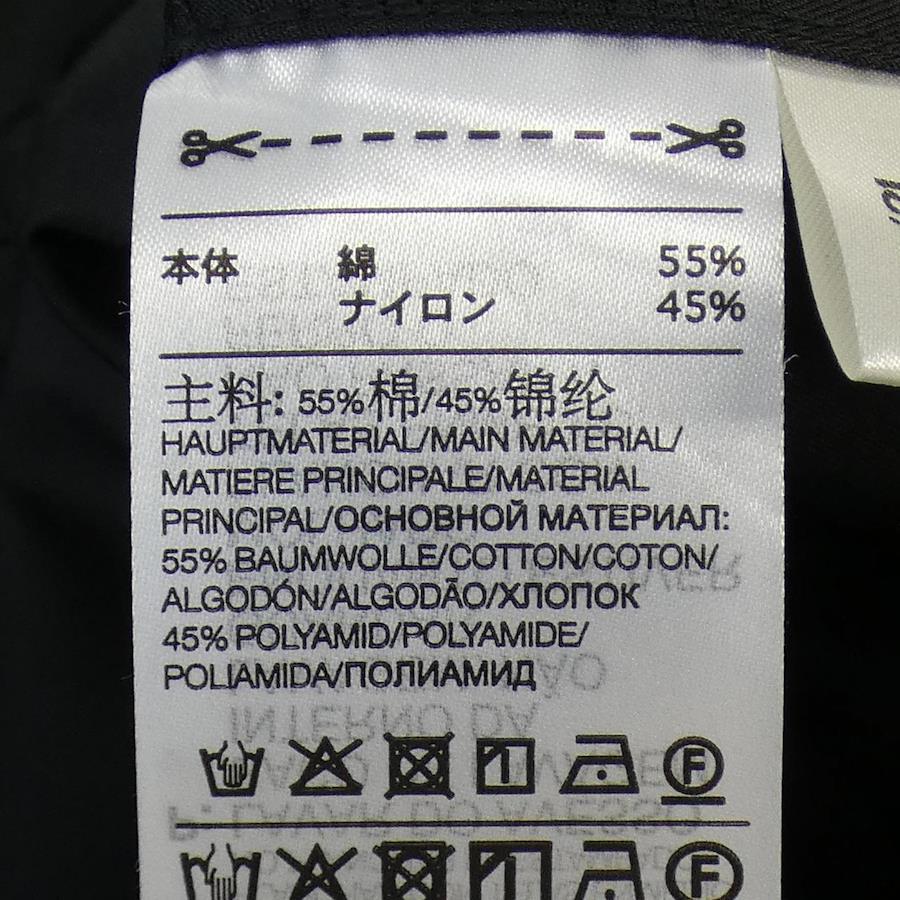 本体 綿 55%
ナイロン 45%
主料: 55%棉/45%锦纶
HAUPTMATERIAL/MAIN MATERIAL/
MATIERE PRINCIPALE/MATERIAL
PRINCIPAL/ОСНОВНОЙ МАТЕРИАЛ:
55% BAUMWOLLE/COTTON/COTON/
ALGODÓN/ALGODÃO/ХЛОПОК
45% POLYAMID/POLYAMIDE/
POLIAMIDA/ПОЛИАМИД
F
F